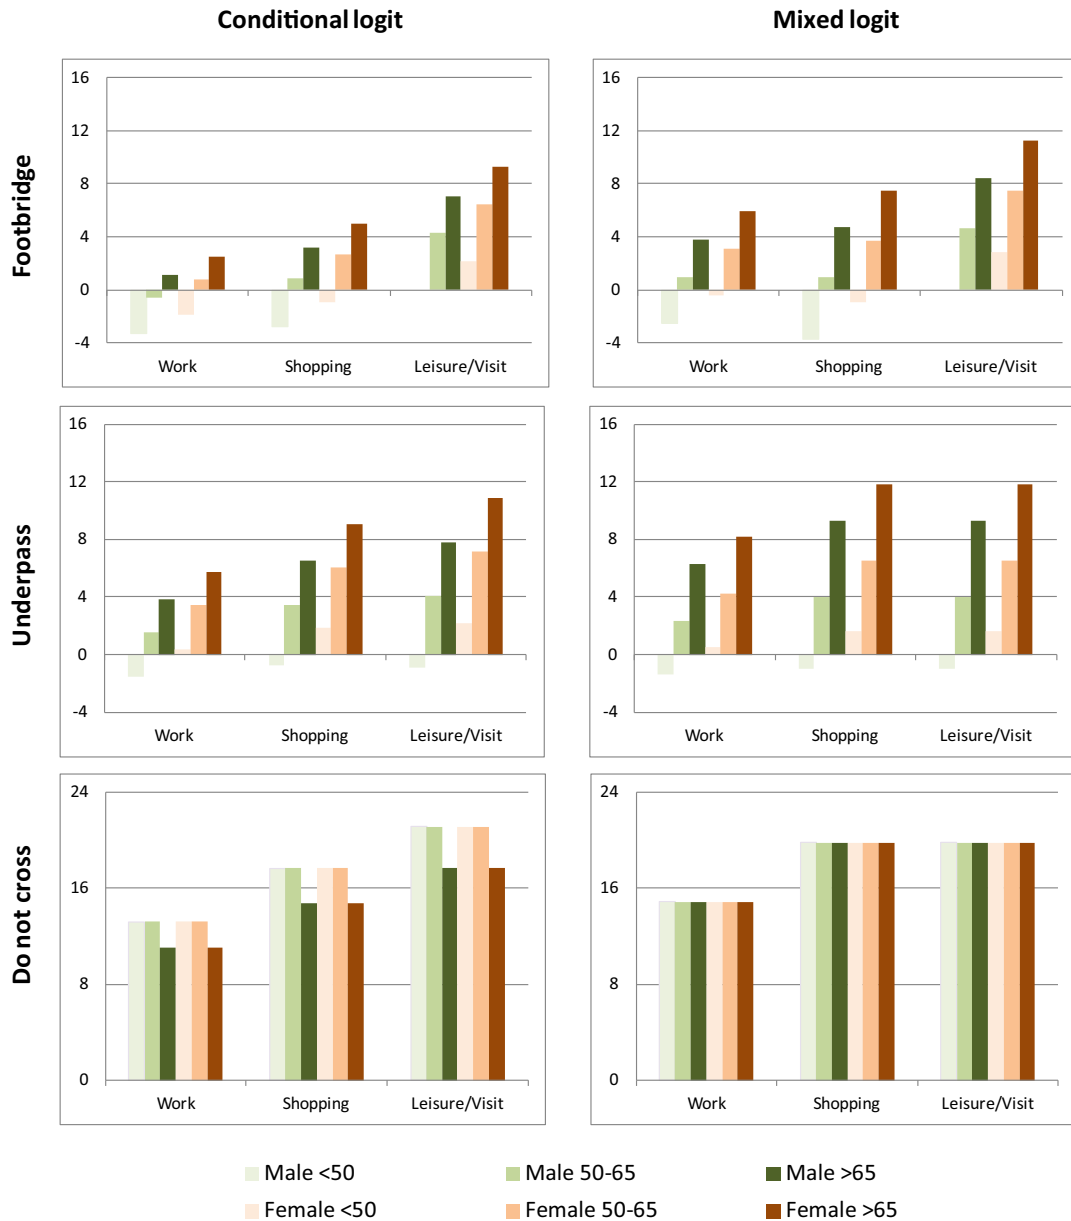 Conditional logit
Mixed logit
Footbridge
16
12
8
4
0
-4
Work Shopping Leisure/Visit
16
12
8
4
0
-4
Work Shopping Leisure/Visit
Underpass
16
12
8
4
0
-4
Work Shopping Leisure/Visit
16
12
8
4
0
-4
Work Shopping Leisure/Visit
Do not cross
24
16
8
0
Work Shopping Leisure/Visit
24
16
8
0
Work Shopping Leisure/Visit
Male <50 Male 50-65 Male >65
Female <50 Female 50-65 Female >65